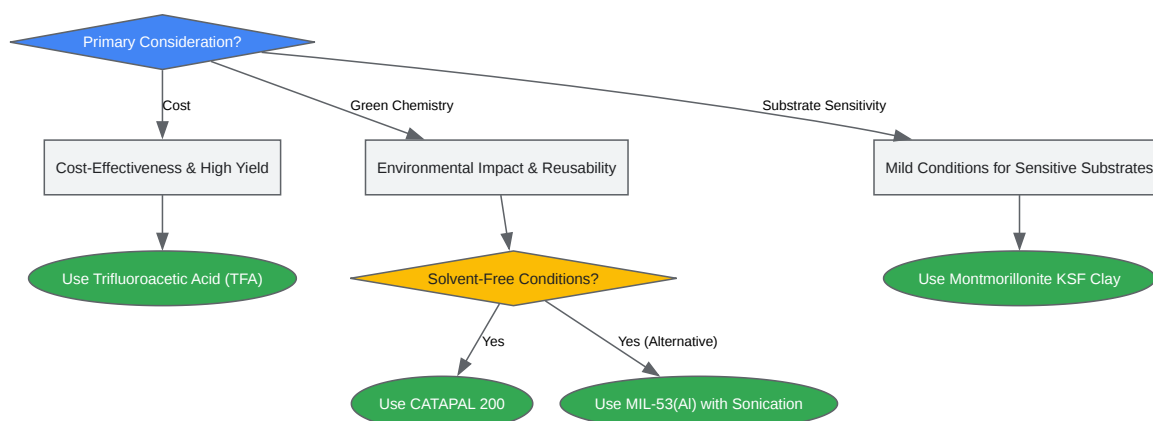 Primary Consideration?
Cost
Green Chemistry
Substrate Sensitivity
Cost-Effectiveness & High Yield
Environmental Impact & Reusability
Mild Conditions for Sensitive Substrates
Use Trifluoroacetic Acid (TFA)
Solvent-Free Conditions?
Use Montmorillonite KSF Clay
Yes
Yes (Alternative)
Use CATAPAL 200
Use MIL-53(Al) with Sonication